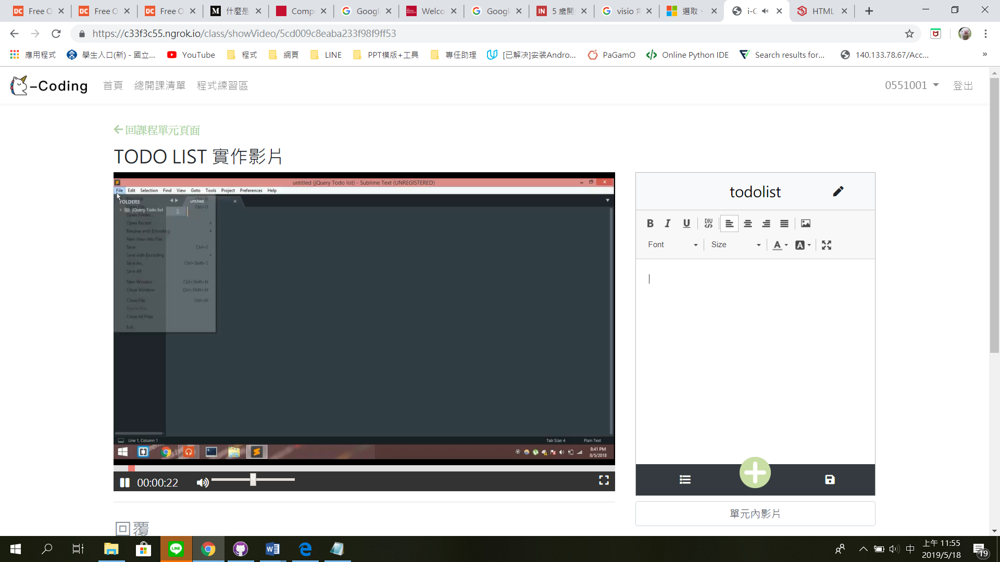 Free O
Free O
Free O
什麼是
Comp
Googl
Welco
Googl
5 歲開
visio 角
選取、
i-C
HTML
https://c33f3c55.ngrok.io/class/showVideo/5cd009c8eaba233f98f9ff53
應用程式
學生入口(新) - 國立...
YouTube
程式
網頁
LINE
PPT模版+工具
專任助理
[已解決]安裝Andro...
PaGamO
Online Python IDE
Search results for...
140.133.78.67/Acc...
-Coding
首頁
總開課清單
程式練習區
0551001
登出
回課程單元頁面
TODO LIST 實作影片
untitled (jQuery Todo list) - Sublime Text (UNREGISTERED)
File Edit Selection Find View Goto Tools Project Preferences Help
FOLDERS
untitled
jQuery Todo list
1
Ctrl+O
Open Folder...
Open Recent
Reopen with Encoding
New View into File
Save Ctrl+S
Save with Encoding
Save As... Ctrl+Shift+S
Save All
New Window Ctrl+Shift+N
Close Window Ctrl+Shift+W
Close File Ctrl+W
Close All Files
Exit
Line 1, Column 1
Tab Size: 4
Plain Text
8:41 PM
8/5/2018
00:00:22
todolist
B I U DIV
Font
Size
A
A
單元內影片
回覆
上午 11:55
2019/5/18
中
19